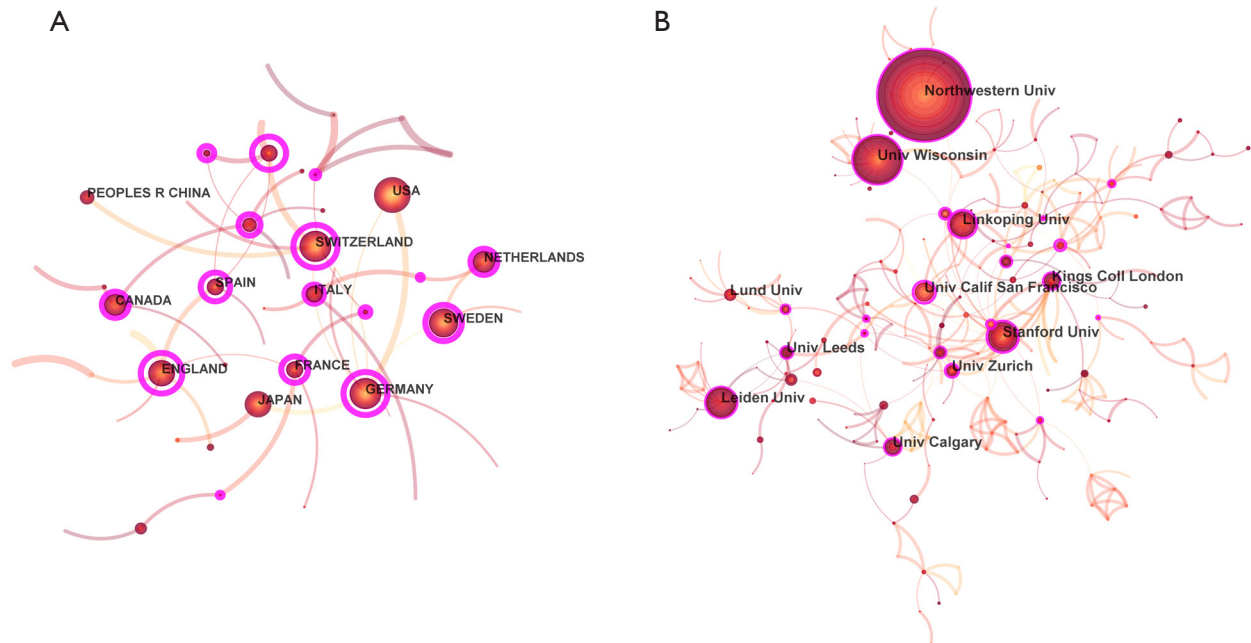 A
PEOPLES R CHINA
USA
SWITZERLAND
NETHERLANDS
SPAIN
ITALY
CANADA
SWEDEN
ENGLAND
FRANCE
GERMANY
JAPAN
B
Northwestern Univ
Univ Wisconsin
Linkoping Univ
Kings Coll London
Lund Univ
Univ Calif San Francisco
Stanford Univ
Univ Leeds
Univ Zurich
Leiden Univ
Univ Calgary